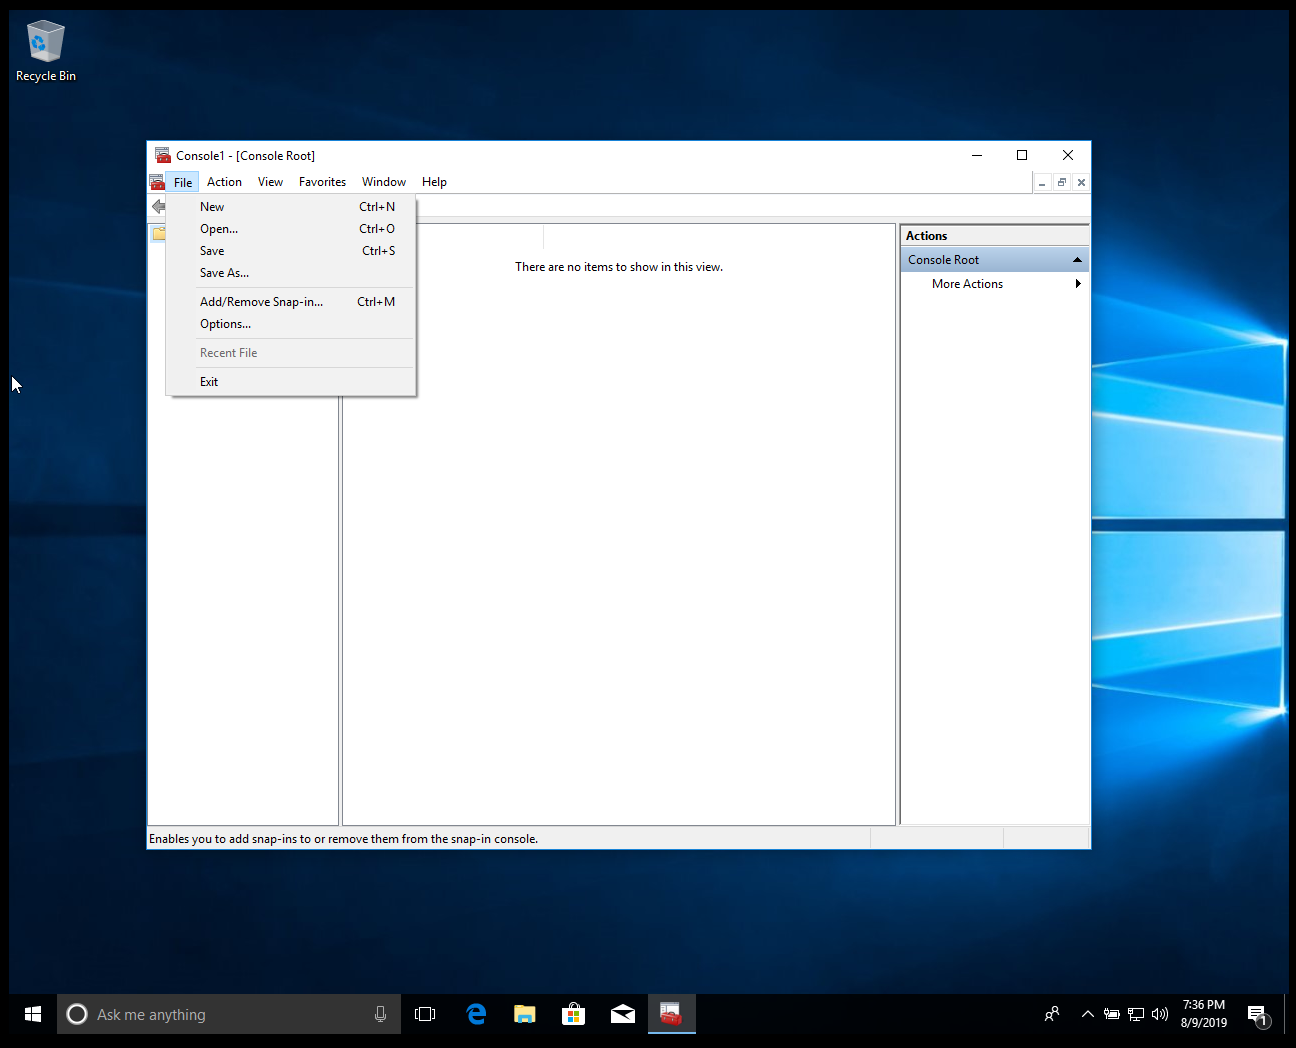 Recycle Bin
Console1 - [Console Root]
File Action View Favorites Window Help
New Ctrl+N
Open... Ctrl+O
Save Ctrl+S
Save As...
Add/Remove Snap-in... Ctrl+M
Options...
Recent File
Exit
There are no items to show in this view.
Actions
Console Root
More Actions
Enables you to add snap-ins to or remove them from the snap-in console.
Ask me anything
7:36 PM
8/9/2019
1